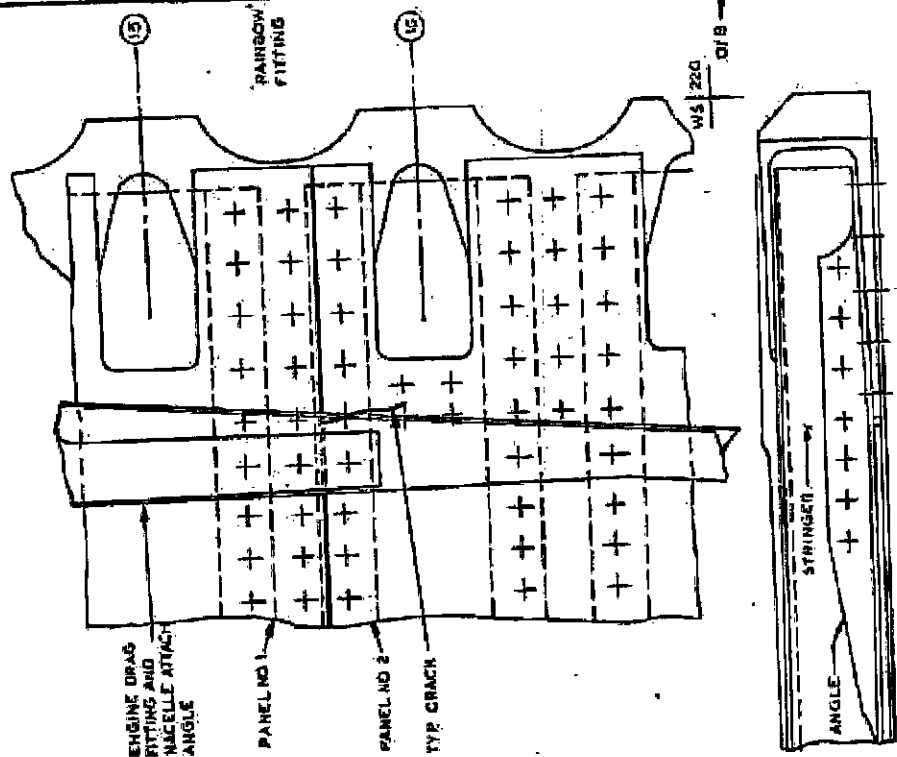 15
"RAINBOW"
FITTING
15
WS 220
O/B
ENGINE DRAG
FITTING AND
NACELLE ATTACH
ANGLE
PANEL NO 1
PANEL NO 2
TYP CRACK
STRINGER
ANGLE